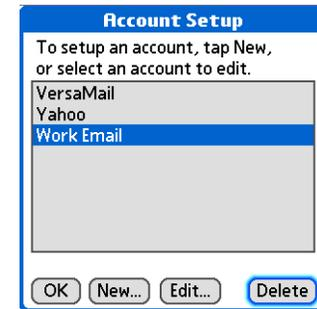 Account Setup
To setup an account, tap New,
or select an account to edit.
VersaMail
Yahoo
Work Email
OK New... Edit... Delete